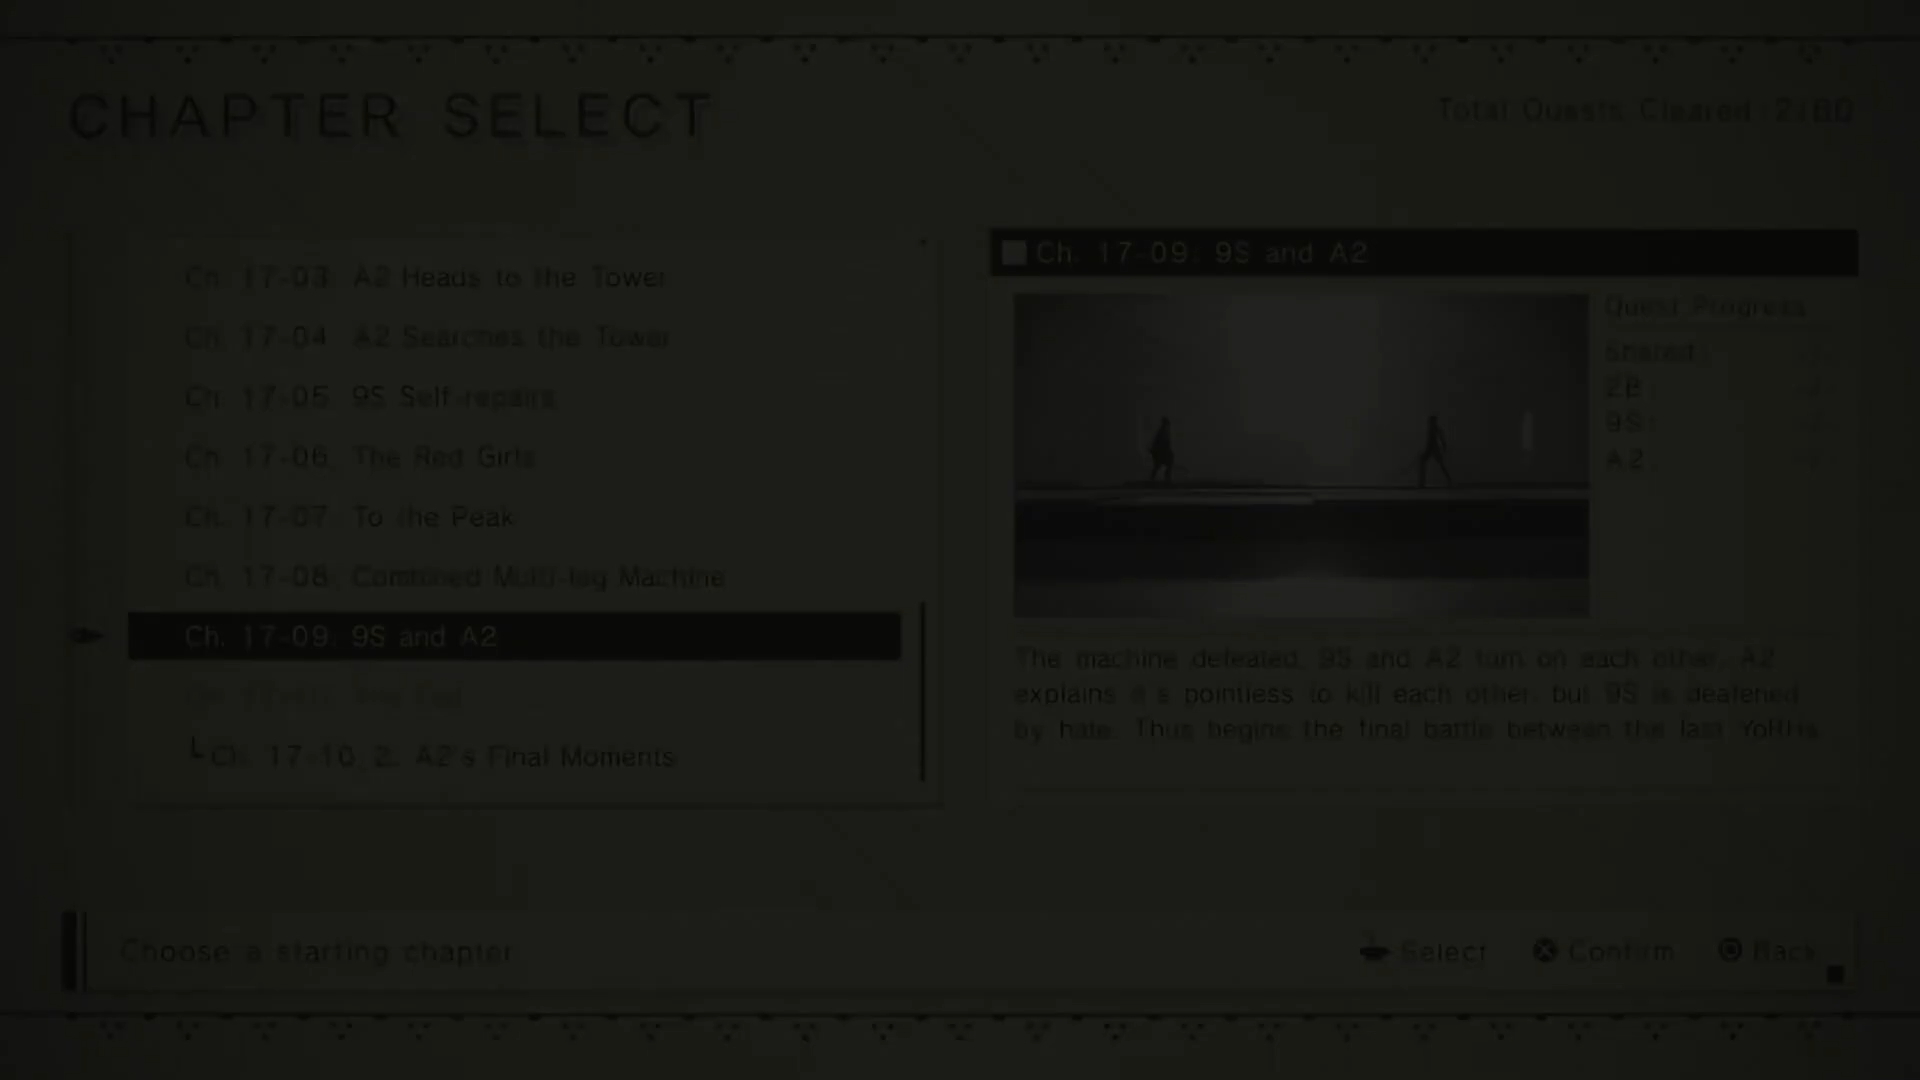 CHAPTER SELECT
Total Quests Cleared: 2/60
Ch. 17-03: A2 Heads to the Tower
Ch. 17-04: A2 Searches the Tower
Ch. 17-05: 9S Self-repairs
Ch. 17-06: The Red Girls
Ch. 17-07: To the Peak
Ch. 17-08: Combined Multi-leg Machine
Ch. 17-09: 9S and A2
Ch. 17-10_2: A2's Final Moments
Ch. 17-09: 9S and A2
Quest Progress
Shared:
2B:
9S:
A2:
The machine defeated, 9S and A2 turn on each other. A2
explains it's pointless to kill each other, but 9S is deafened
by hate. Thus begins the final battle between the last YoRHa
Choose a starting chapter.
Select
Confirm
Back